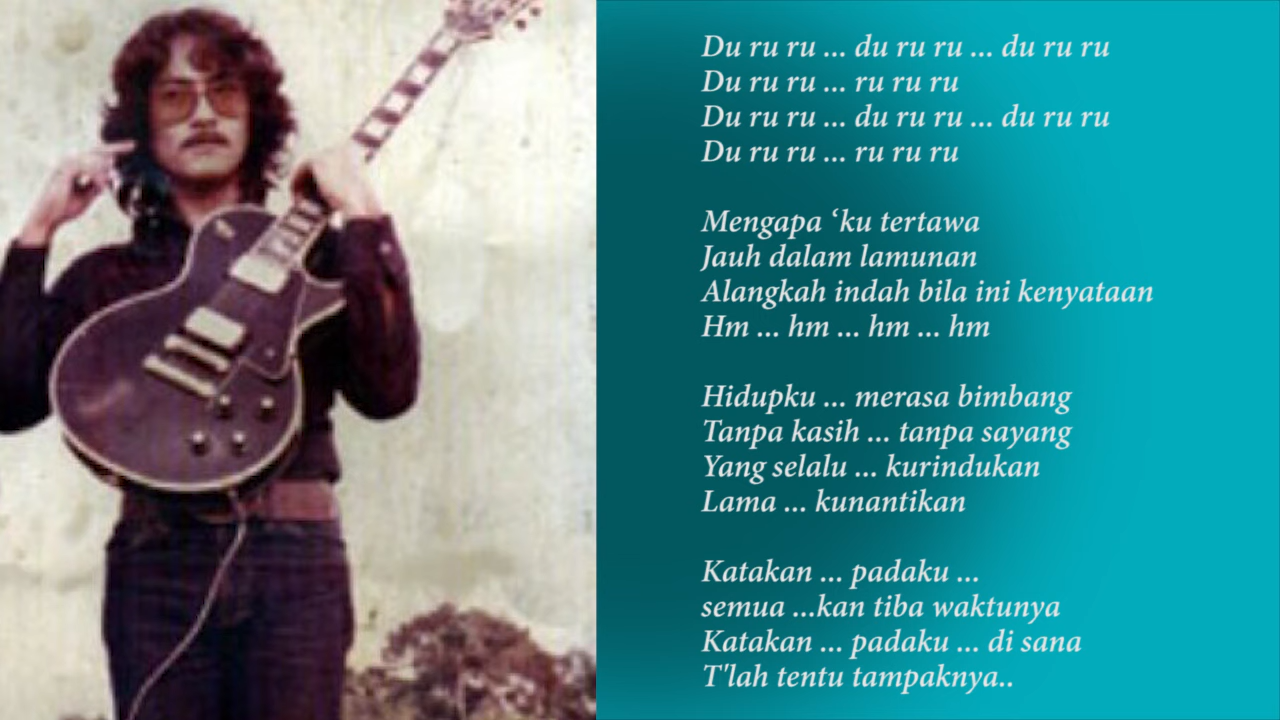 Du ru ru ... du ru ru ... du ru ru
Du ru ru ... ru ru ru
Du ru ru ... du ru ru ... du ru ru
Du ru ru ... ru ru ru
Mengapa ‘ku tertawa
Jauh dalam lamunan
Alangkah indah bila ini kenyataan
Hm ... hm ... hm ... hm
Hidupku ... merasa bimbang
Tanpa kasih ... tanpa sayang
Yang selalu ... kurindukan
Lama ... kunantikan
Katakan ... padaku ...
semua ...kan tiba waktunya
Katakan ... padaku ... di sana
T'lah tentu tampaknya..